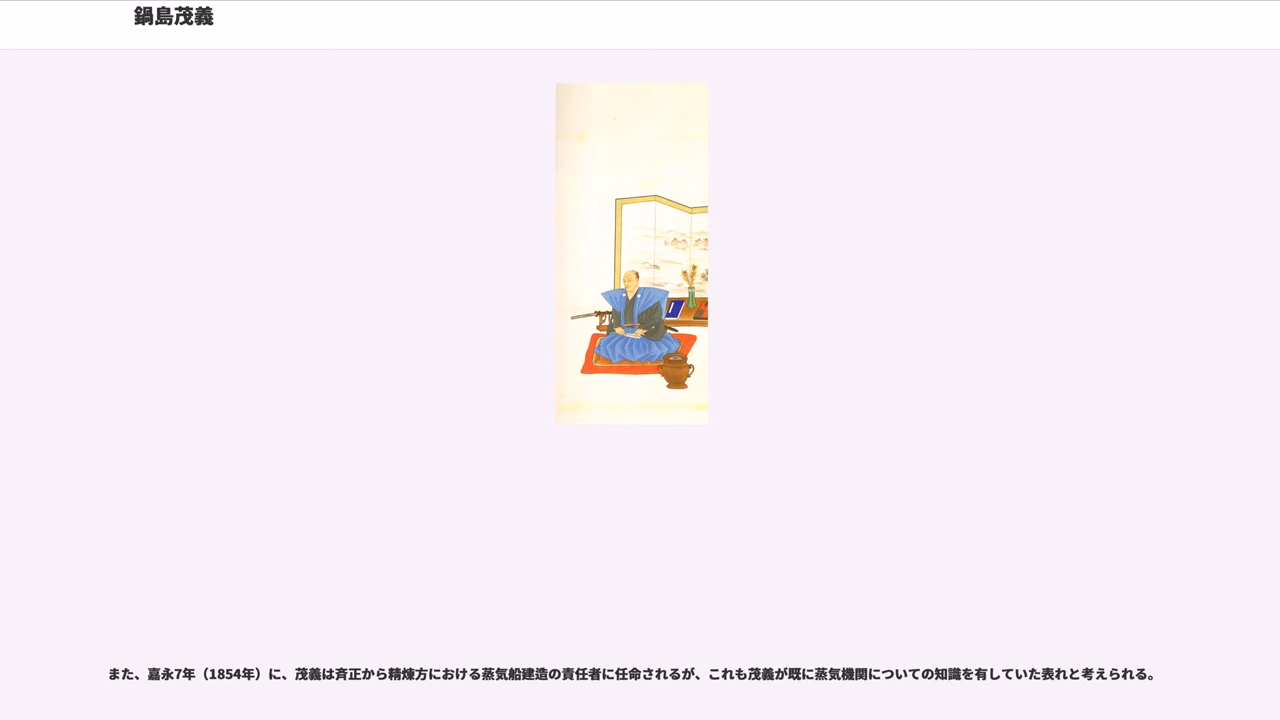 鍋島茂義
また、嘉永7年（1854年）に、茂義は斉正から精煉方における蒸気船建造の責任者に任命されるが、これも茂義が既に蒸気機関についての知識を有していた表れと考えられる。